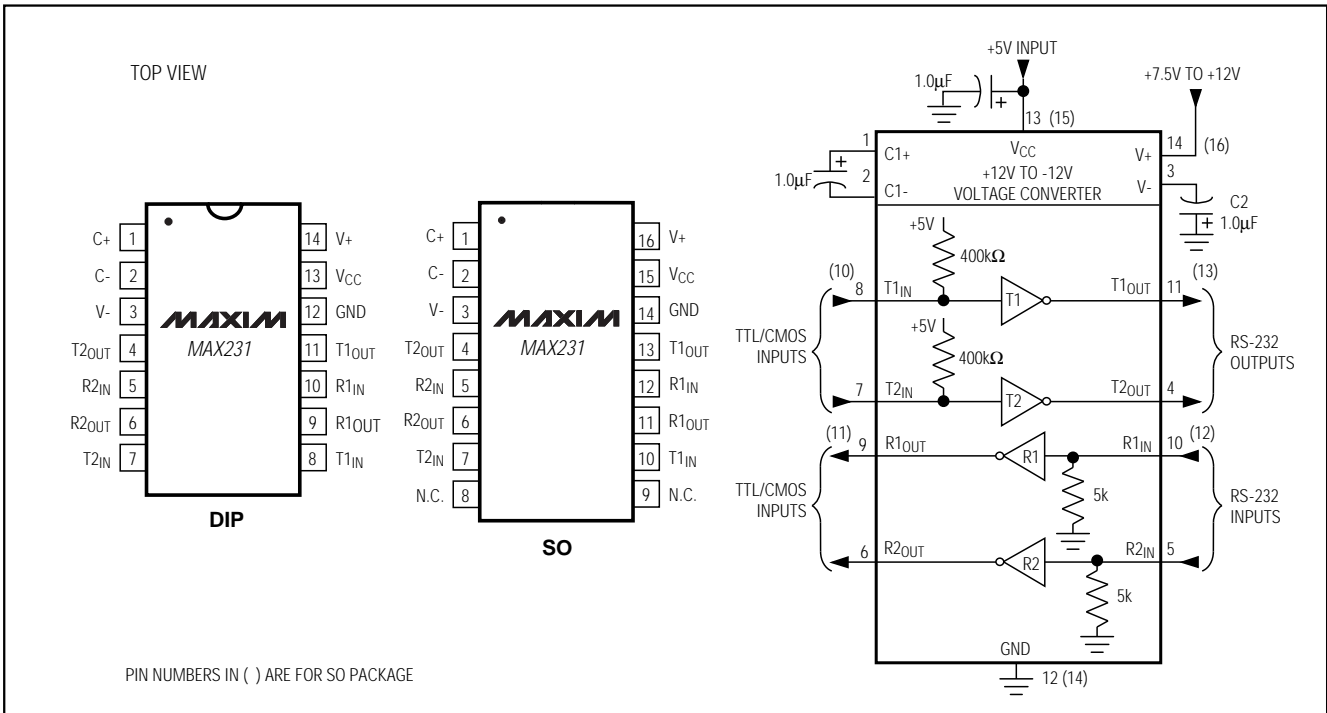 TOP VIEW
C+ 1
C- 2
V- 3
T2OUT 4
R2IN 5
R2OUT 6
T2IN 7
14 V+
13 VCC
12 GND
11 T1OUT
10 R1IN
9 R1OUT
8 T1IN
MAXIM
MAX231
DIP
C+ 1
C- 2
V- 3
T2OUT 4
R2IN 5
R2OUT 6
T2IN 7
N.C. 8
16 V+
15 VCC
14 GND
13 T1OUT
12 R1IN
11 R1OUT
10 T1IN
9 N.C.
MAXIM
MAX231
SO
PIN NUMBERS IN ( ) ARE FOR SO PACKAGE
+5V INPUT
1.0µF
+
+7.5V TO +12V
13 (15)
1
C1+
VCC
V+
14
(16)
+
1.0µF
2
C1-
+12V TO -12V
VOLTAGE CONVERTER
V-
3
C2
+
1.0µF
+5V
400kΩ
(10)
8
T1IN
T1
T1OUT
11
(13)
TTL/CMOS
INPUTS
+5V
400kΩ
RS-232
OUTPUTS
7
T2IN
T2
T2OUT
4
(11)
9
R1OUT
R1
R1IN
10
(12)
TTL/CMOS
INPUTS
5k
RS-232
INPUTS
6
R2OUT
R2
R2IN
5
5k
GND
12 (14)